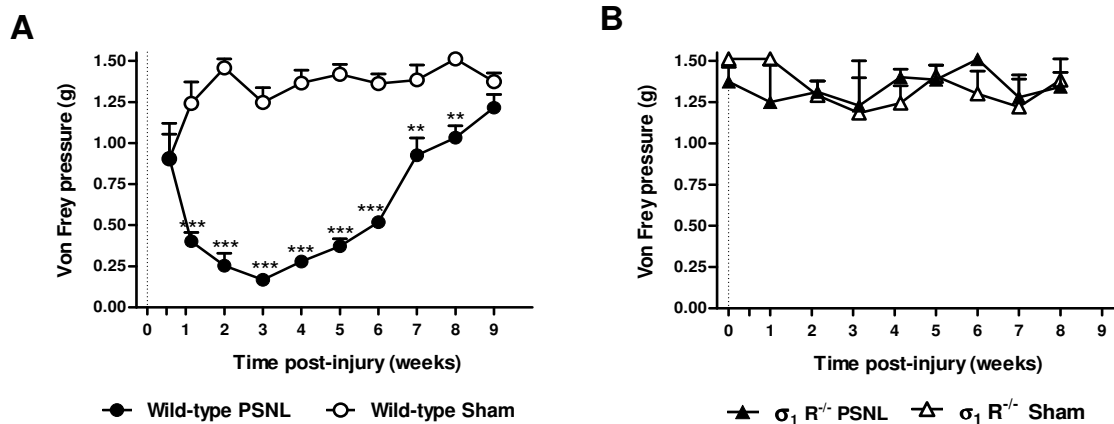 A
Von Frey pressure (g)
1.50
1.25
1.00
0.75
0.50
0.25
0.00
***
***
***
***
***
***
**
**
0 1 2 3 4 5 6 7 8 9
Time post-injury (weeks)
Wild-type PSNL Wild-type Sham
B
Von Frey pressure (g)
1.50
1.25
1.00
0.75
0.50
0.25
0.00
0 1 2 3 4 5 6 7 8 9
Time post-injury (weeks)
σ₁ R⁻/⁻ PSNL σ₁ R⁻/⁻ Sham